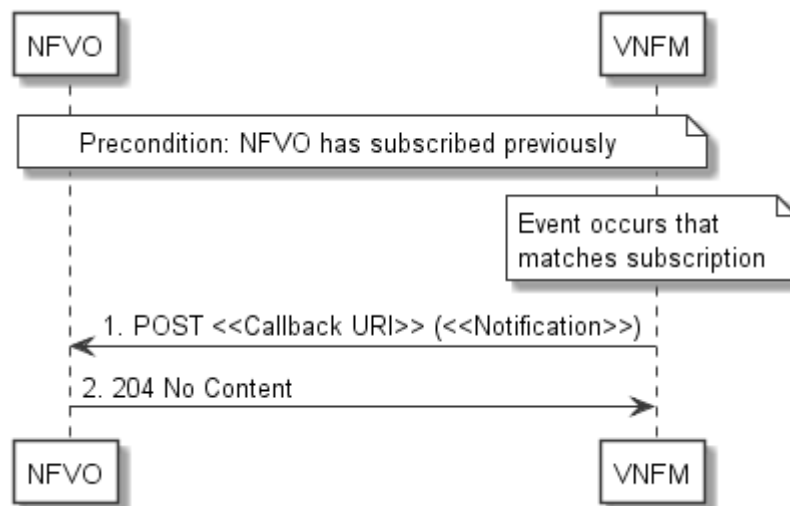 NFVO
VNFM
Precondition: NFVO has subscribed previously
Event occurs that
matches subscription
1. POST <<Callback URI>> (<<Notification>>)
2. 204 No Content
NFVO
VNFM